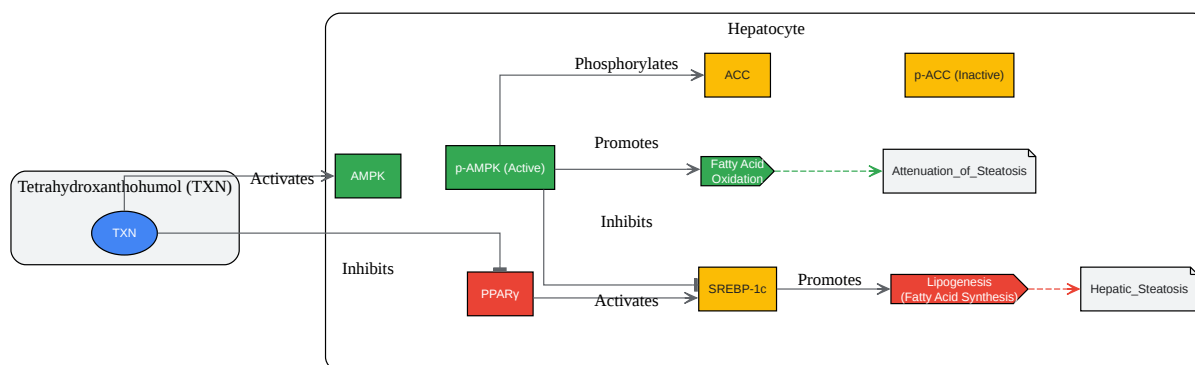 Hepatocyte
Phosphorylates
ACC
p-ACC (Inactive)
Promotes
AMPK
p-AMPK (Active)
Fatty Acid
Oxidation
Attenuation_of_Steatosis
Tetrahydroxanthohumol (TXN)
Activates
TXN
Inhibits
Inhibits
PPARγ
Activates
SREBP-1c
Promotes
Lipogenesis
(Fatty Acid Synthesis)
Hepatic_Steatosis